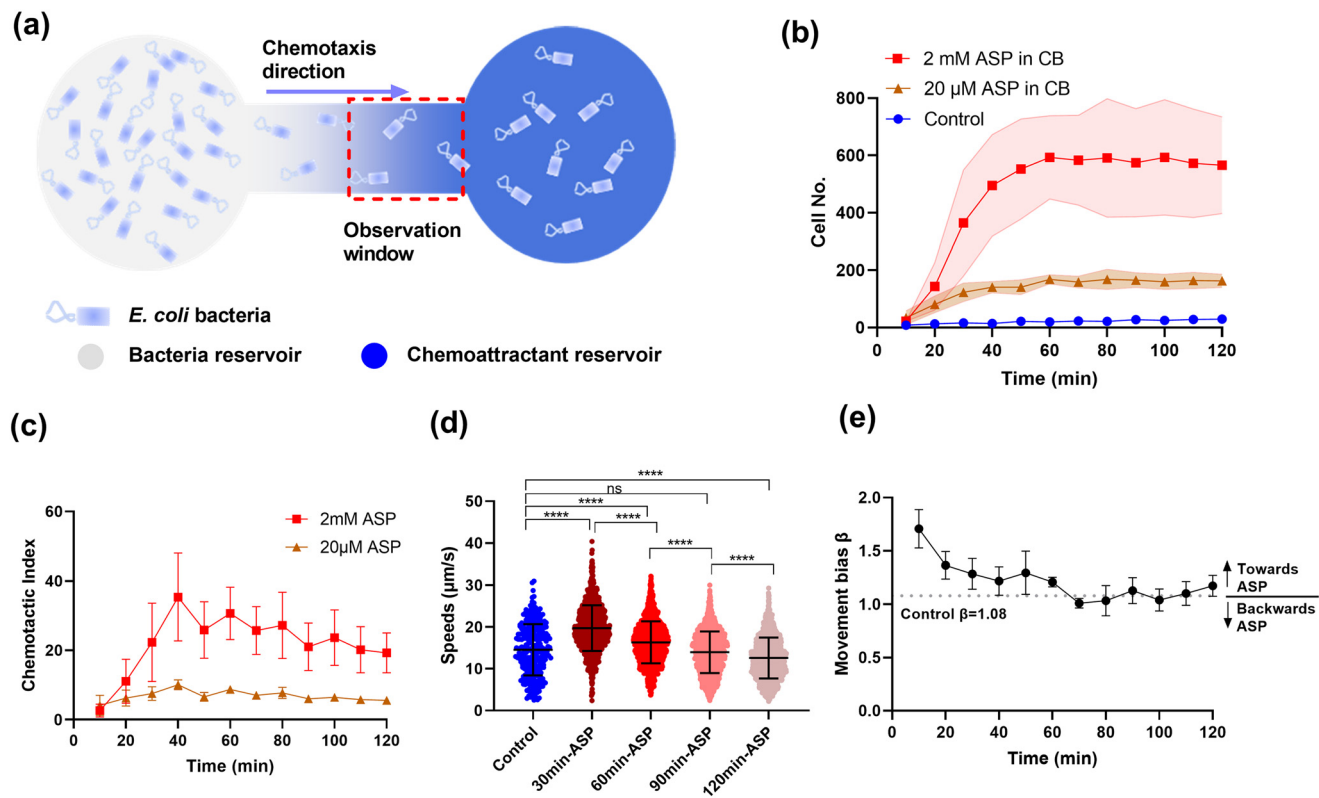 (a)
Chemotaxis
direction
Observation
window
E. coli bacteria
Bacteria reservoir
Chemoattractant reservoir
(b)
2 mM ASP in CB
20 µM ASP in CB
Control
800
600
400
200
0
Cell No.
0 20 40 60 80 100 120
Time (min)
(c)
2mM ASP
20µM ASP
60
40
20
0
Chemotactic Index
0 20 40 60 80 100 120
Time (min)
(d)
****
ns
****
**** ****
**** ****
50
40
30
20
10
0
Speeds (µm/s)
Control
30min-ASP
60min-ASP
90min-ASP
120min-ASP
(e)
2.0
1.5
1.0
0.5
0.0
Movement bias β
Control β=1.08
Towards
ASP
Backwards
ASP
0 20 40 60 80 100 120
Time (min)